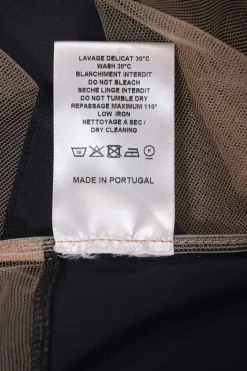 LAVAGE DELICAT 30°C
WASH 30°C
BLANCHIMENT INTERDIT
DO NOT BLEACH
SECHE LINGE INTERDIT
DO NOT TUMBLE DRY
REPASSAGE MAXIMUM 110°
LOW IRON
NETTOYAGE A SEC /
DRY CLEANING
MADE IN PORTUGAL